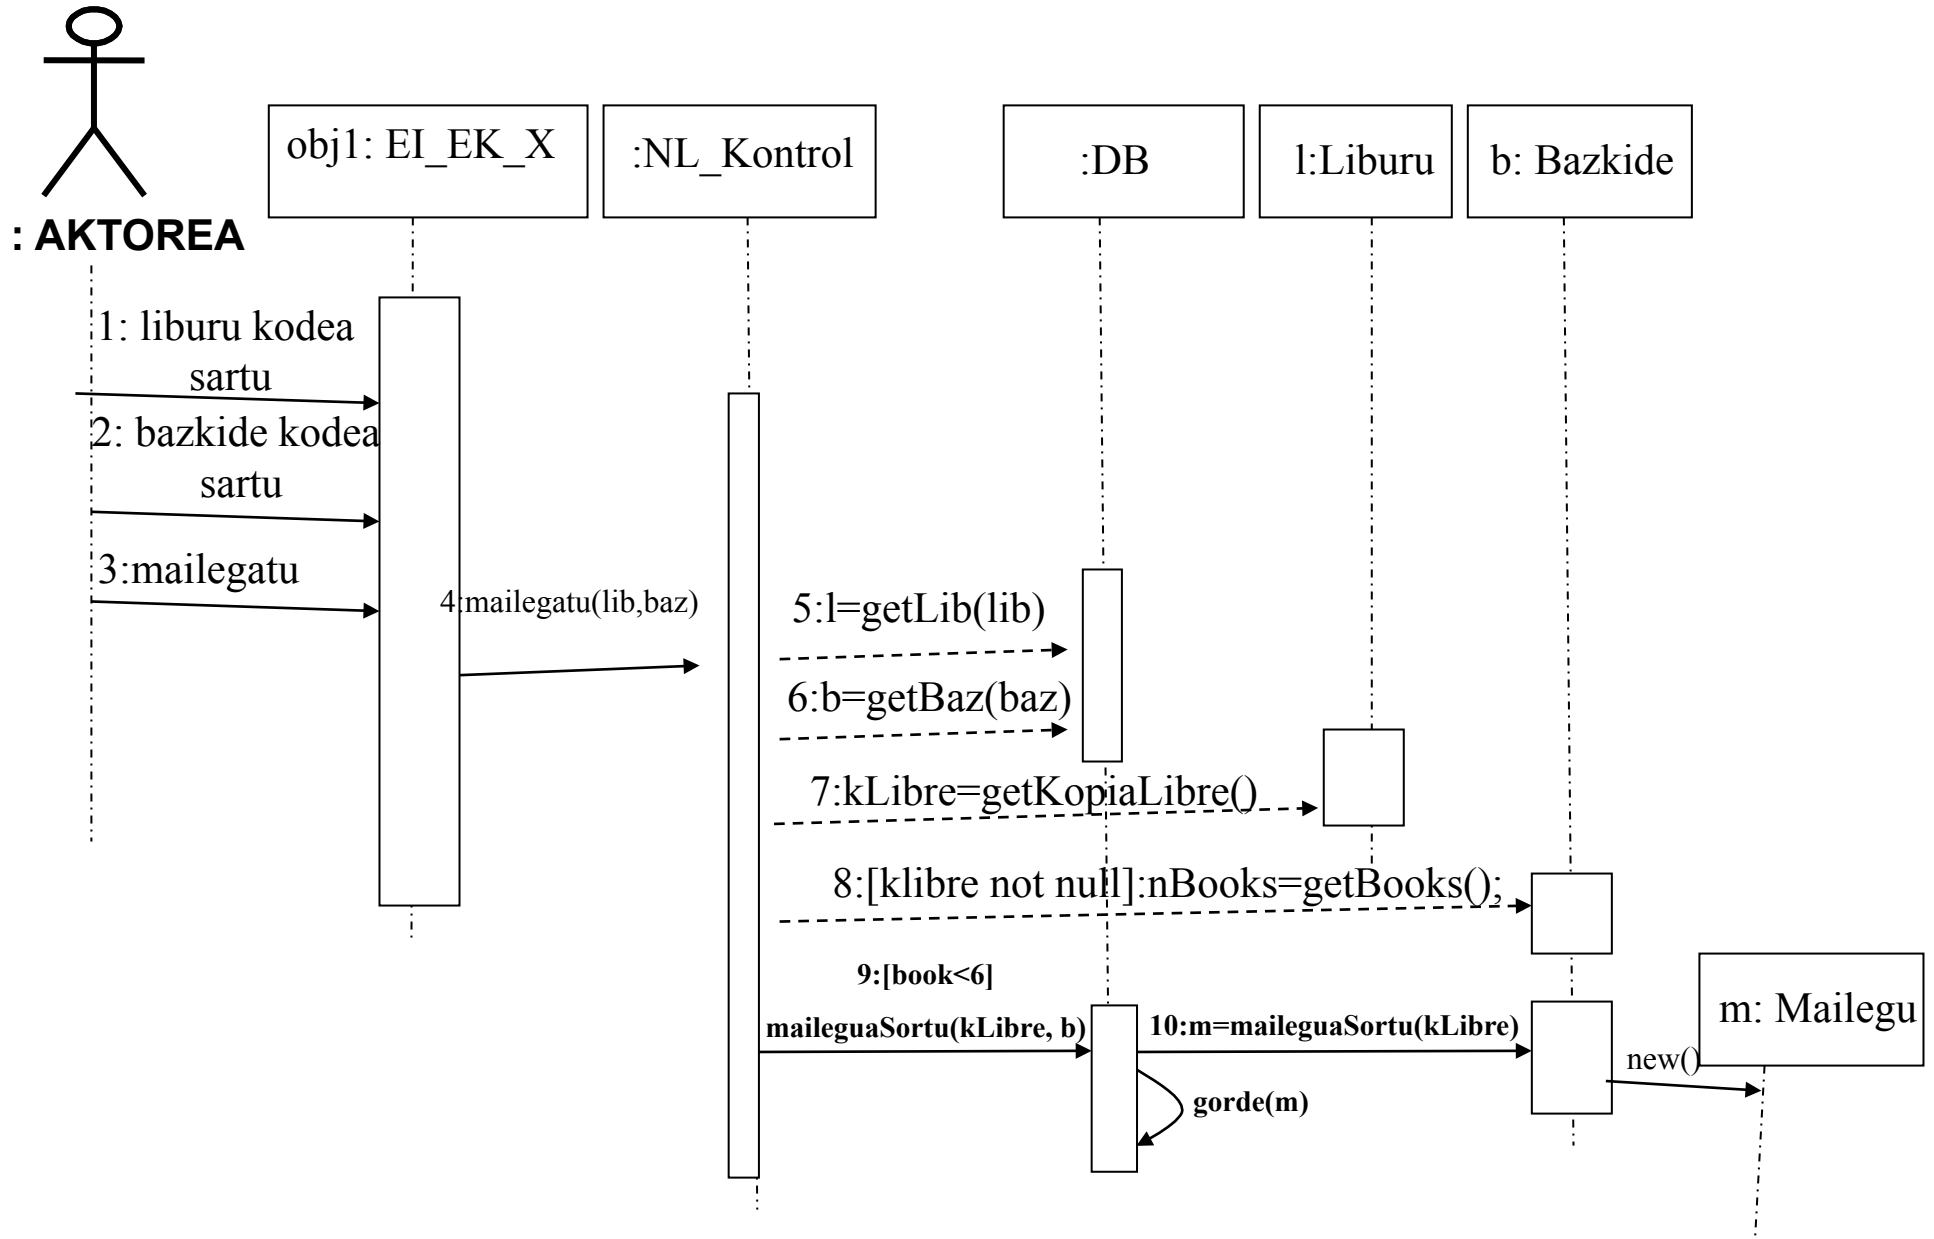 obj1: EI_EK_X
:NL_Kontrol
:DB
l:Liburu
b: Bazkide
: AKTOREA
1: liburu kodea
sartu
2: bazkide kodea
sartu
3:mailegatu
4:mailegatu(lib,baz)
5:l=getLib(lib)
6:b=getBaz(baz)
7:kLibre=getKopiaLibre()
8:[klibre not null]:nBooks=getBooks();
9:[book<6]
maileguaSortu(kLibre, b)
10:m=maileguaSortu(kLibre)
m: Mailegu
new()
gorde(m)